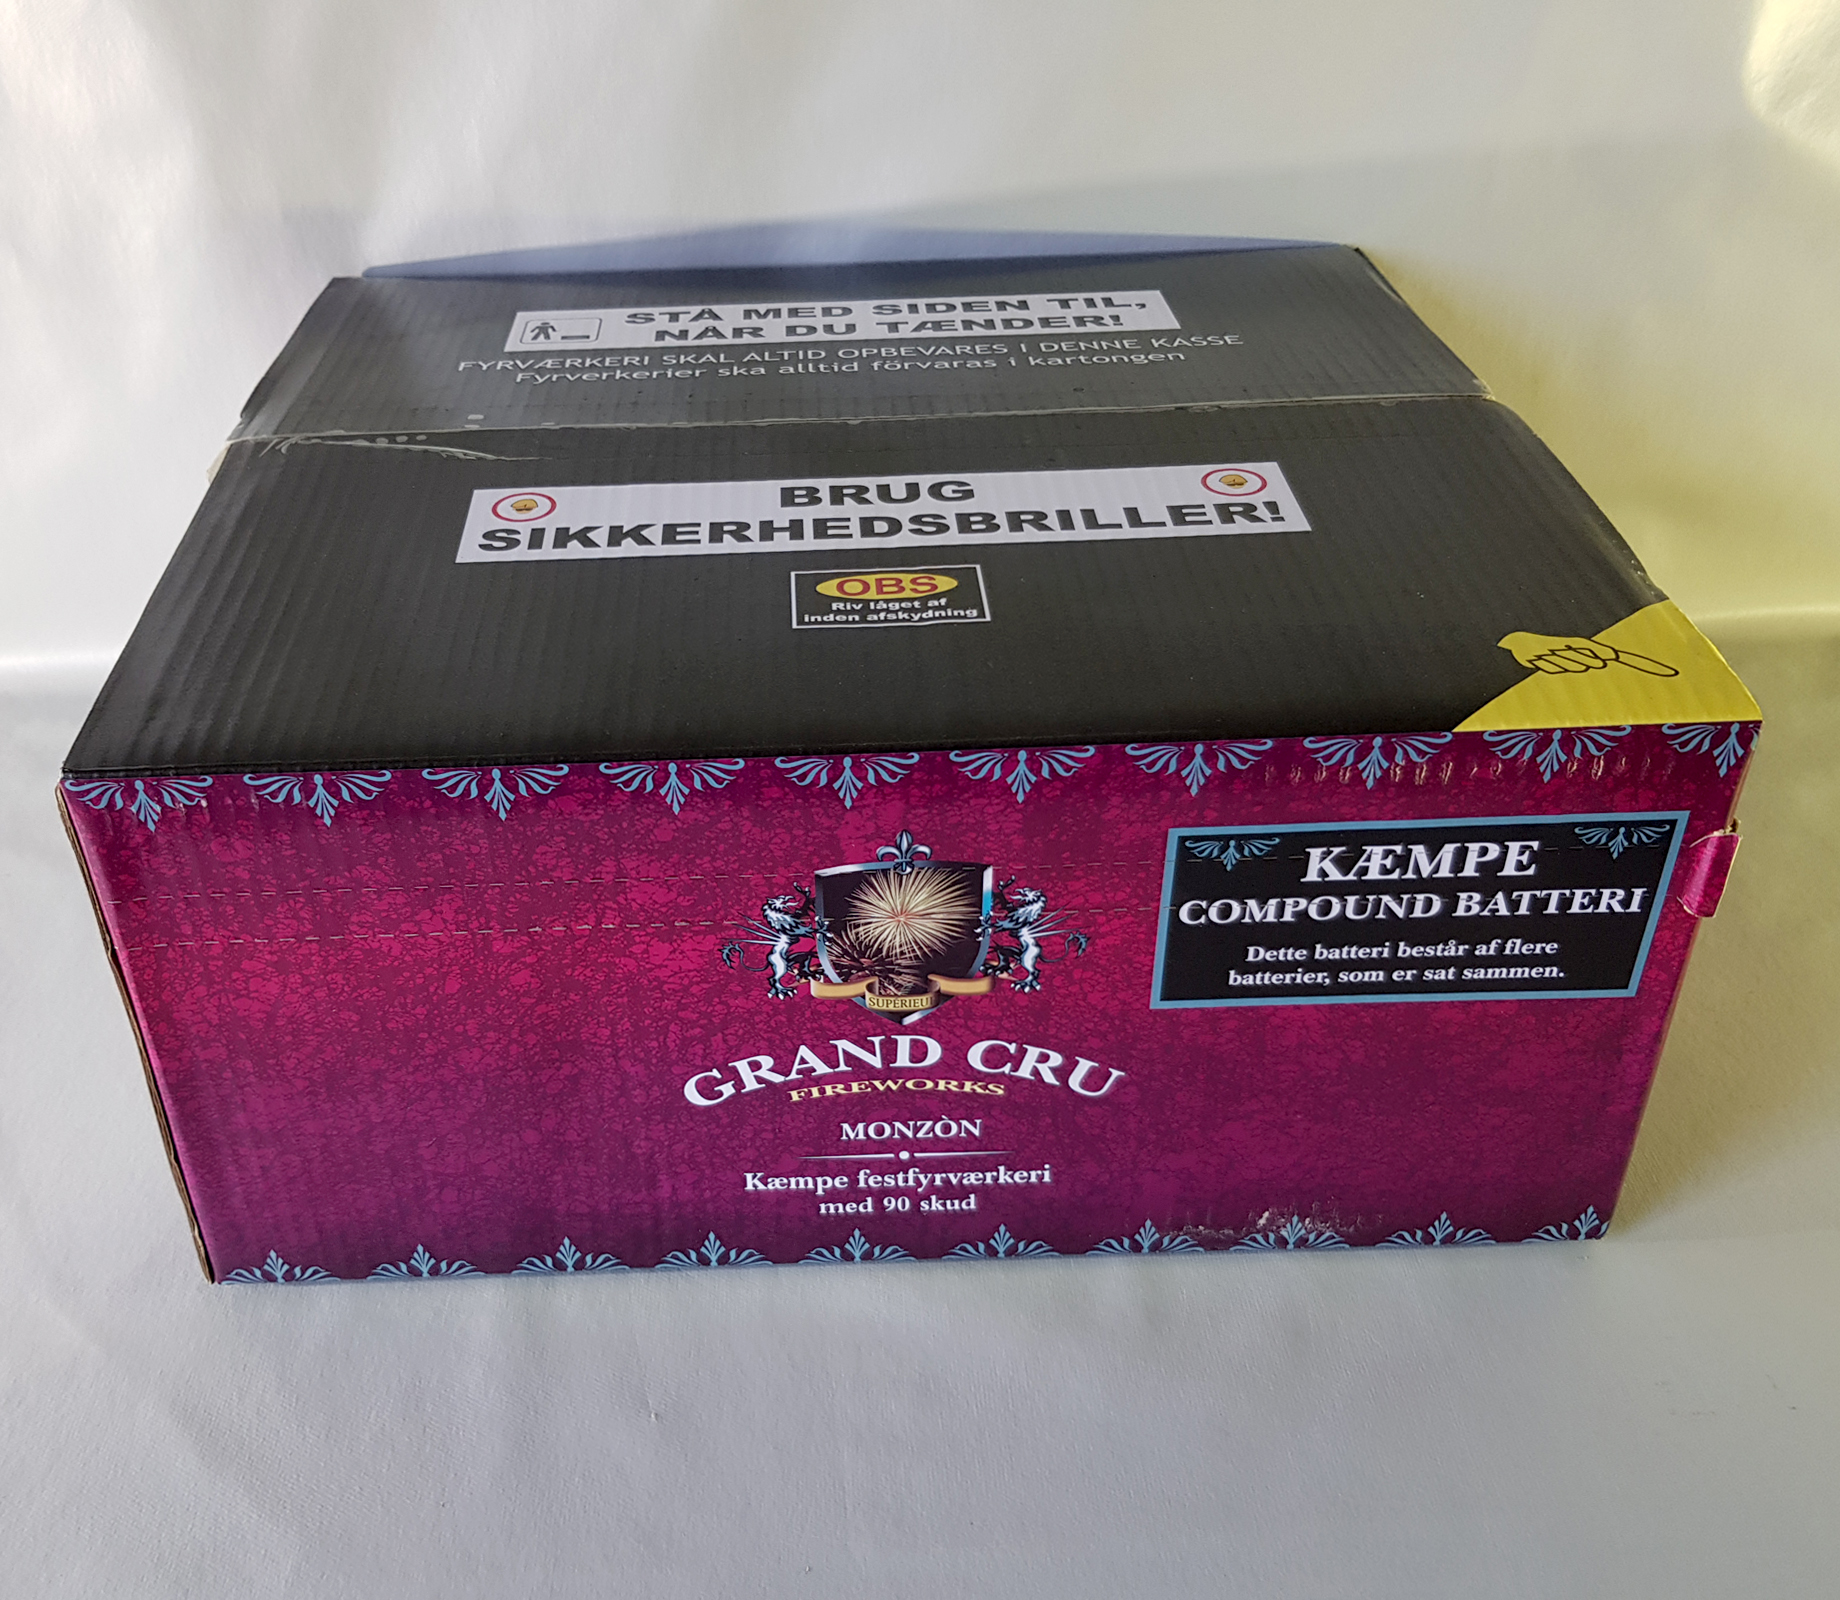 STÅ MED SIDEN TIL,
NÅR DU TÆNDER!
FYRVÆRKERI SKAL ALTID OPBEVARES I DENNE KASSE
Fyrverkerier ska alltid förvaras i kartongen
BRUG
SIKKERHEDSBRILLER!
OBS
Riv låget af
inden afskydning
KÆMPE
COMPOUND BATTERI
Dette batteri består af flere
batterier, som er sat sammen.
SUPÉRIEUR
GRAND CRU
FIREWORKS
MONZÒN
Kæmpe festfyrværkeri
med 90 skud